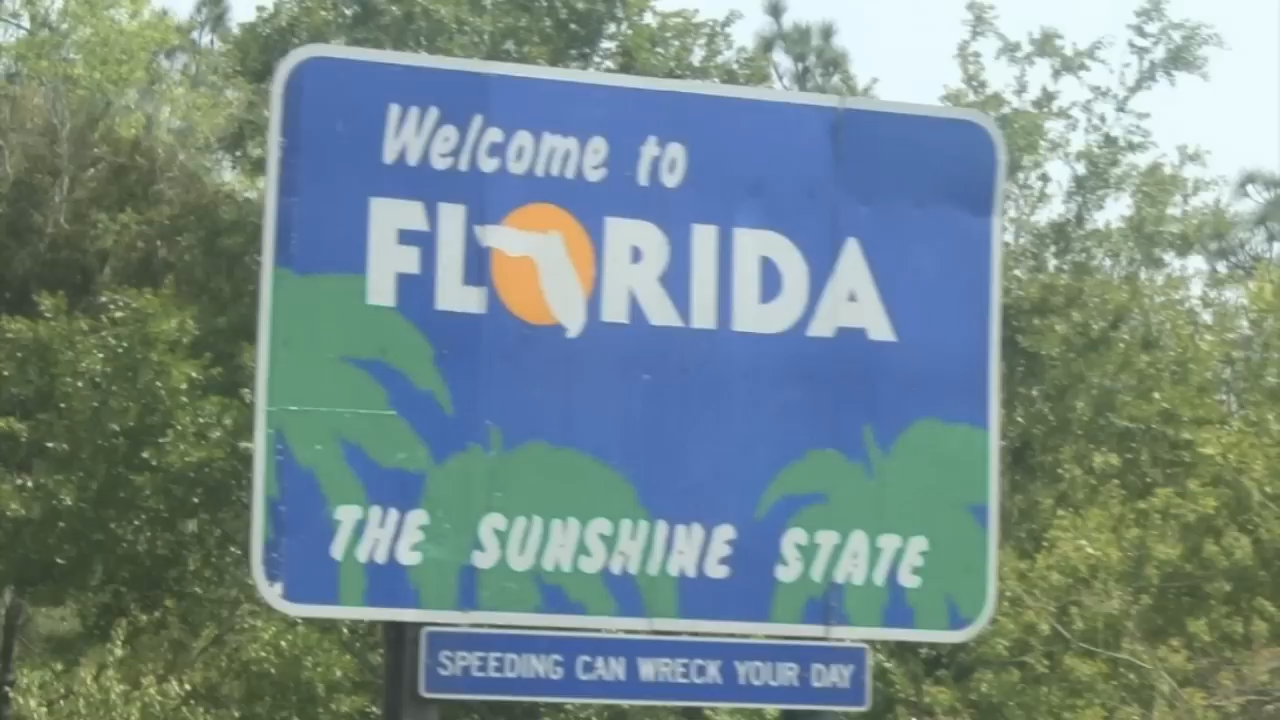 Welcome to
FLORIDA
THE SUNSHINE STATE
SPEEDING CAN WRECK YOUR DAY